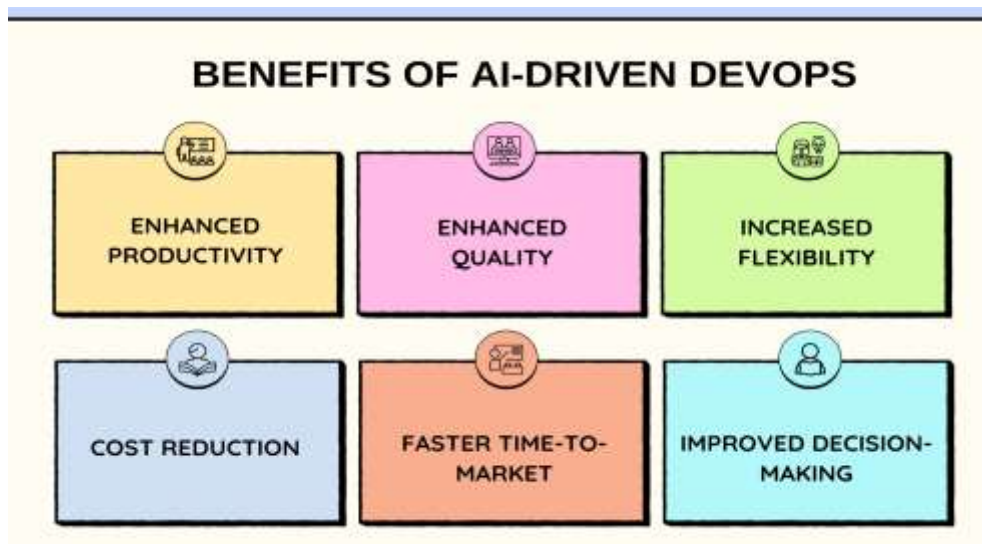 BENEFITS OF AI-DRIVEN DEVOPS
ENHANCED
PRODUCTIVITY
ENHANCED
QUALITY
INCREASED
FLEXIBILITY
COST REDUCTION
FASTER TIME-TO-
MARKET
IMPROVED DECISION-
MAKING